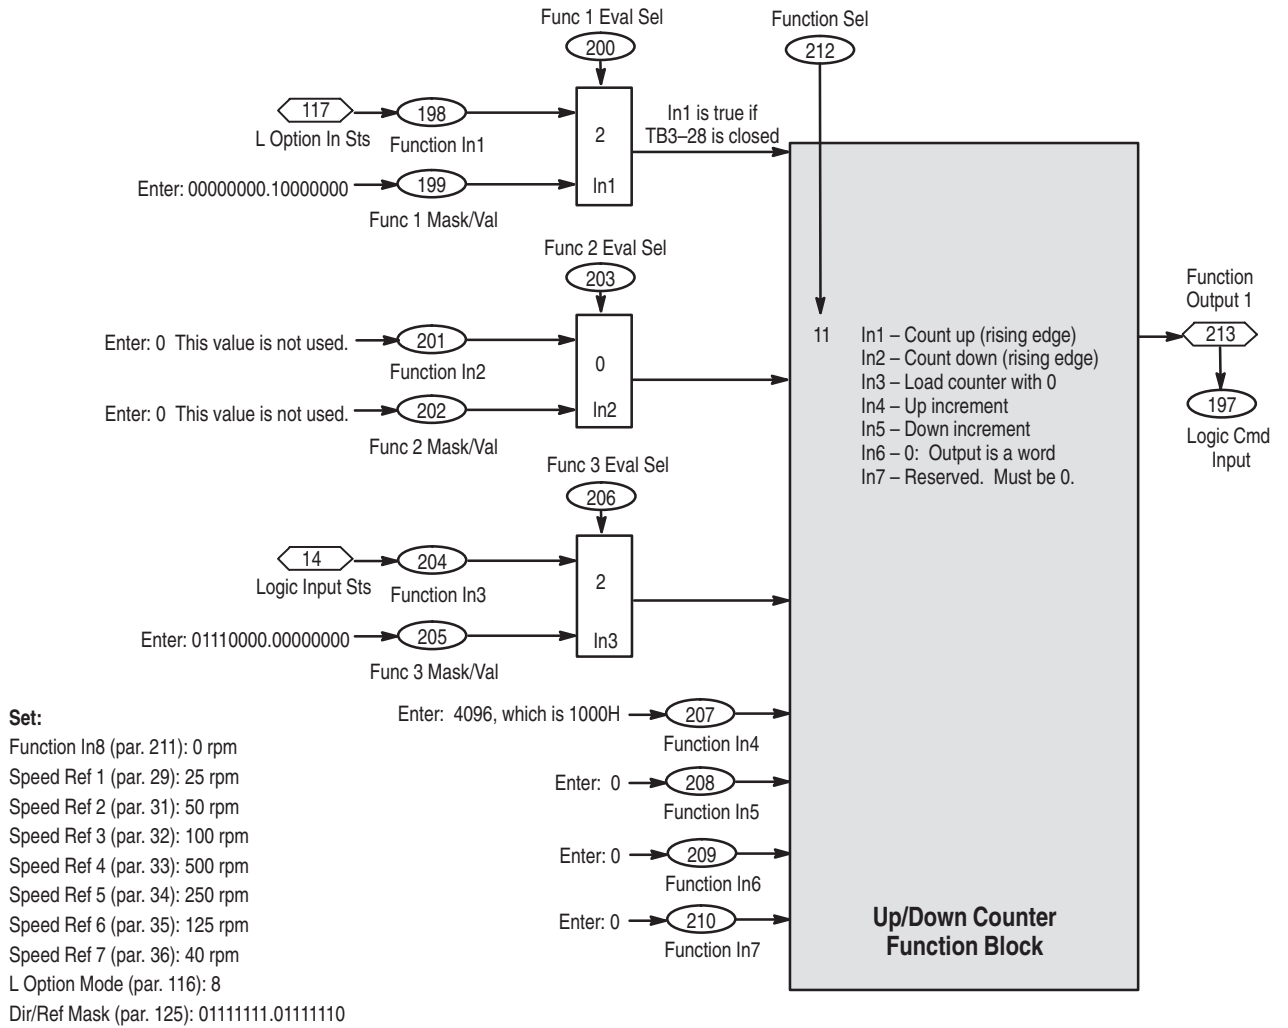 Func 1 Eval Sel
200
Function Sel
212
117
L Option In Sts
198
Function In1
2
0
In1
In1 is true if
TB3–28 is closed
Enter: 00000000.10000000
199
Func 1 Mask/Val
Func 2 Eval Sel
203
Enter: 0  This value is not used.
201
Function In2
0
In2
Enter: 0  This value is not used.
202
Func 2 Mask/Val
11
In1 – Count up (rising edge)
In2 – Count down (rising edge)
In3 – Load counter with 0
In4 – Up increment
In5 – Down increment
In6 – 0:  Output is a word
In7 – Reserved.  Must be 0.
Function
Output 1
213
197
Logic Cmd
Input
Func 3 Eval Sel
206
14
Logic Input Sts
204
Function In3
2
In3
Enter: 01110000.00000000
205
Func 3 Mask/Val
Enter:  4096, which is 1000H
207
Function In4
Enter:  0
208
Function In5
Enter: 0
209
Function In6
Enter: 0
210
Function In7
Up/Down Counter
Function Block
Set:
Function In8 (par. 211): 0 rpm
Speed Ref 1 (par. 29): 25 rpm
Speed Ref 2 (par. 31): 50 rpm
Speed Ref 3 (par. 32): 100 rpm
Speed Ref 4 (par. 33): 500 rpm
Speed Ref 5 (par. 34): 250 rpm
Speed Ref 6 (par. 35): 125 rpm
Speed Ref 7 (par. 36): 40 rpm
L Option Mode (par. 116): 8
Dir/Ref Mask (par. 125): 01111111.01111110